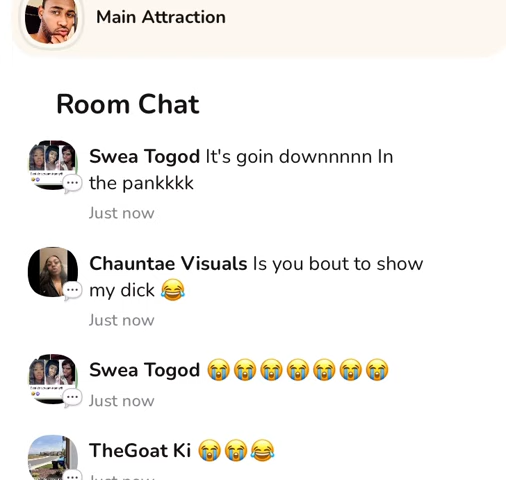 Main Attraction
Room Chat
Swea Togod It's goin downnnnn In
the pankkkk
Just now
Chauntae Visuals Is you bout to show
my dick 😂
Just now
Swea Togod 😭😭😭😭😭😭😭
Just now
TheGoat Ki 😭😭😂
Just now